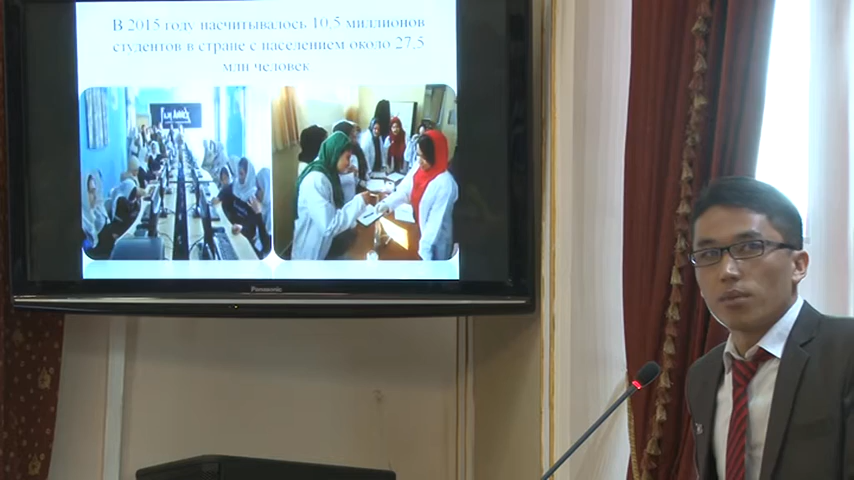 В 2015 году насчитывалось 10,5 миллионов
студентов в стране с населением около 27,5
млн человек
Panasonic